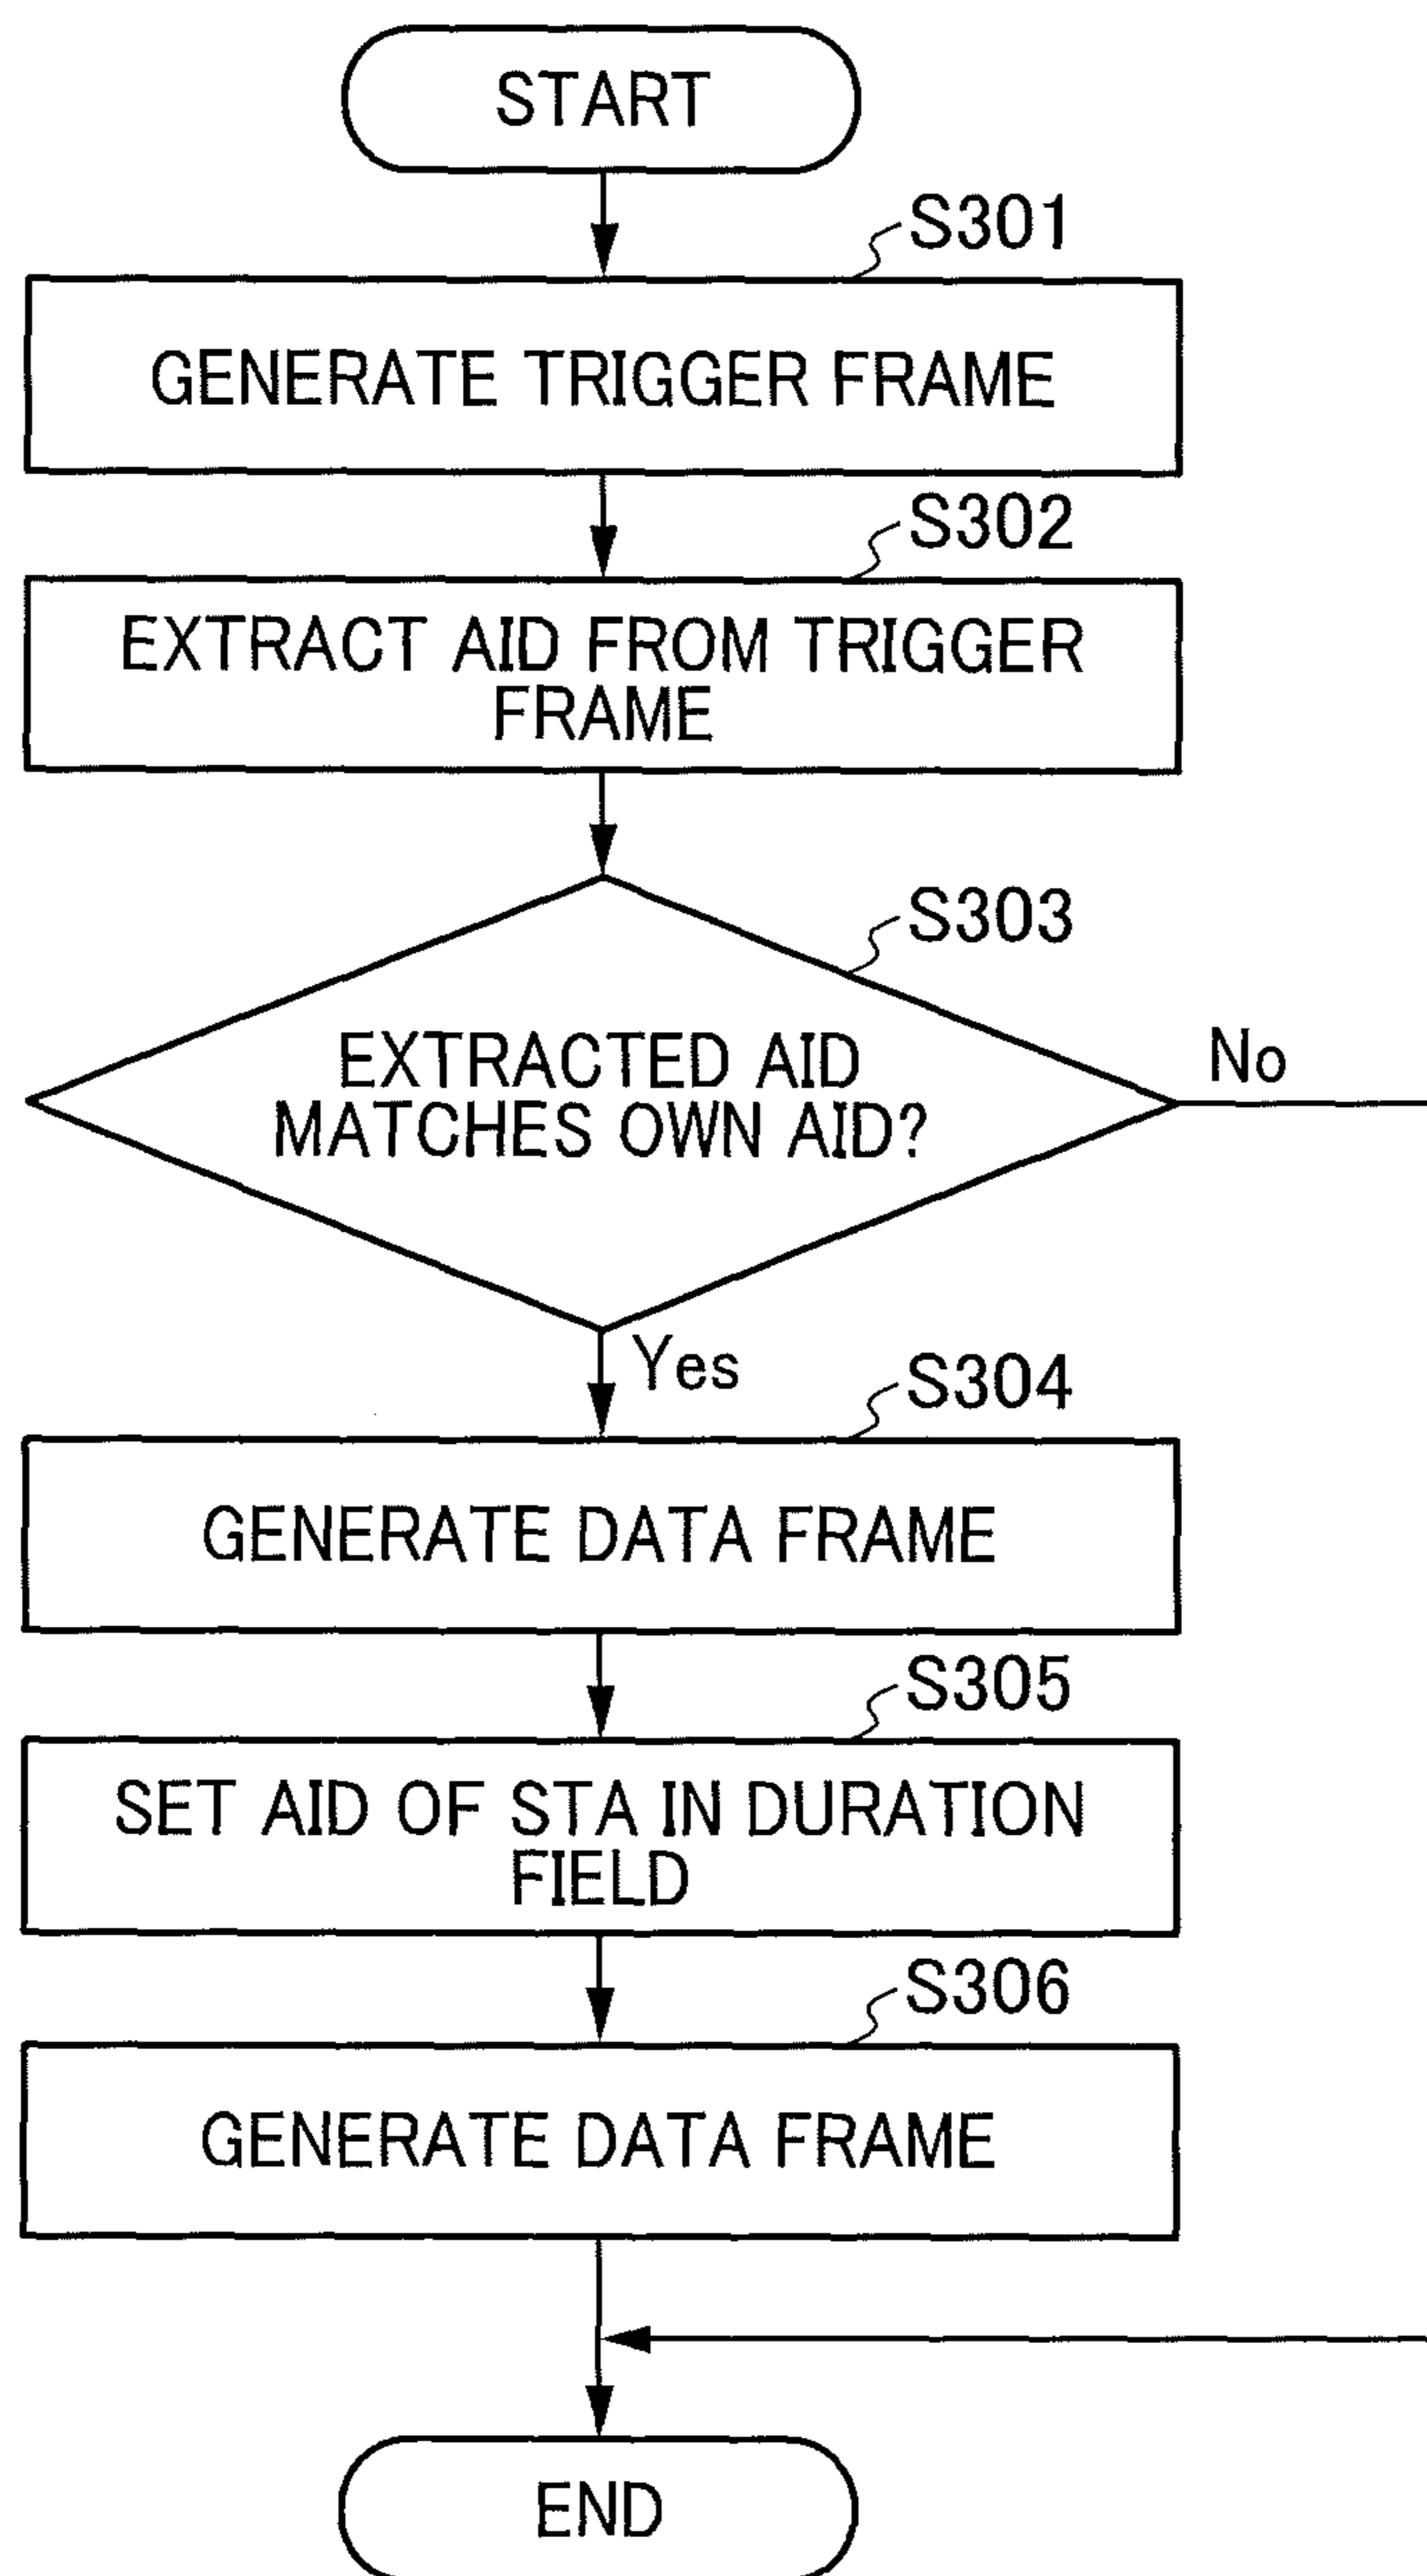 START
S301
GENERATE TRIGGER FRAME
S302
EXTRACT AID FROM TRIGGER
FRAME
S303
EXTRACTED AID
MATCHES OWN AID?
No
Yes
S304
GENERATE DATA FRAME
S305
SET AID OF STA IN DURATION
FIELD
S306
GENERATE DATA FRAME
END